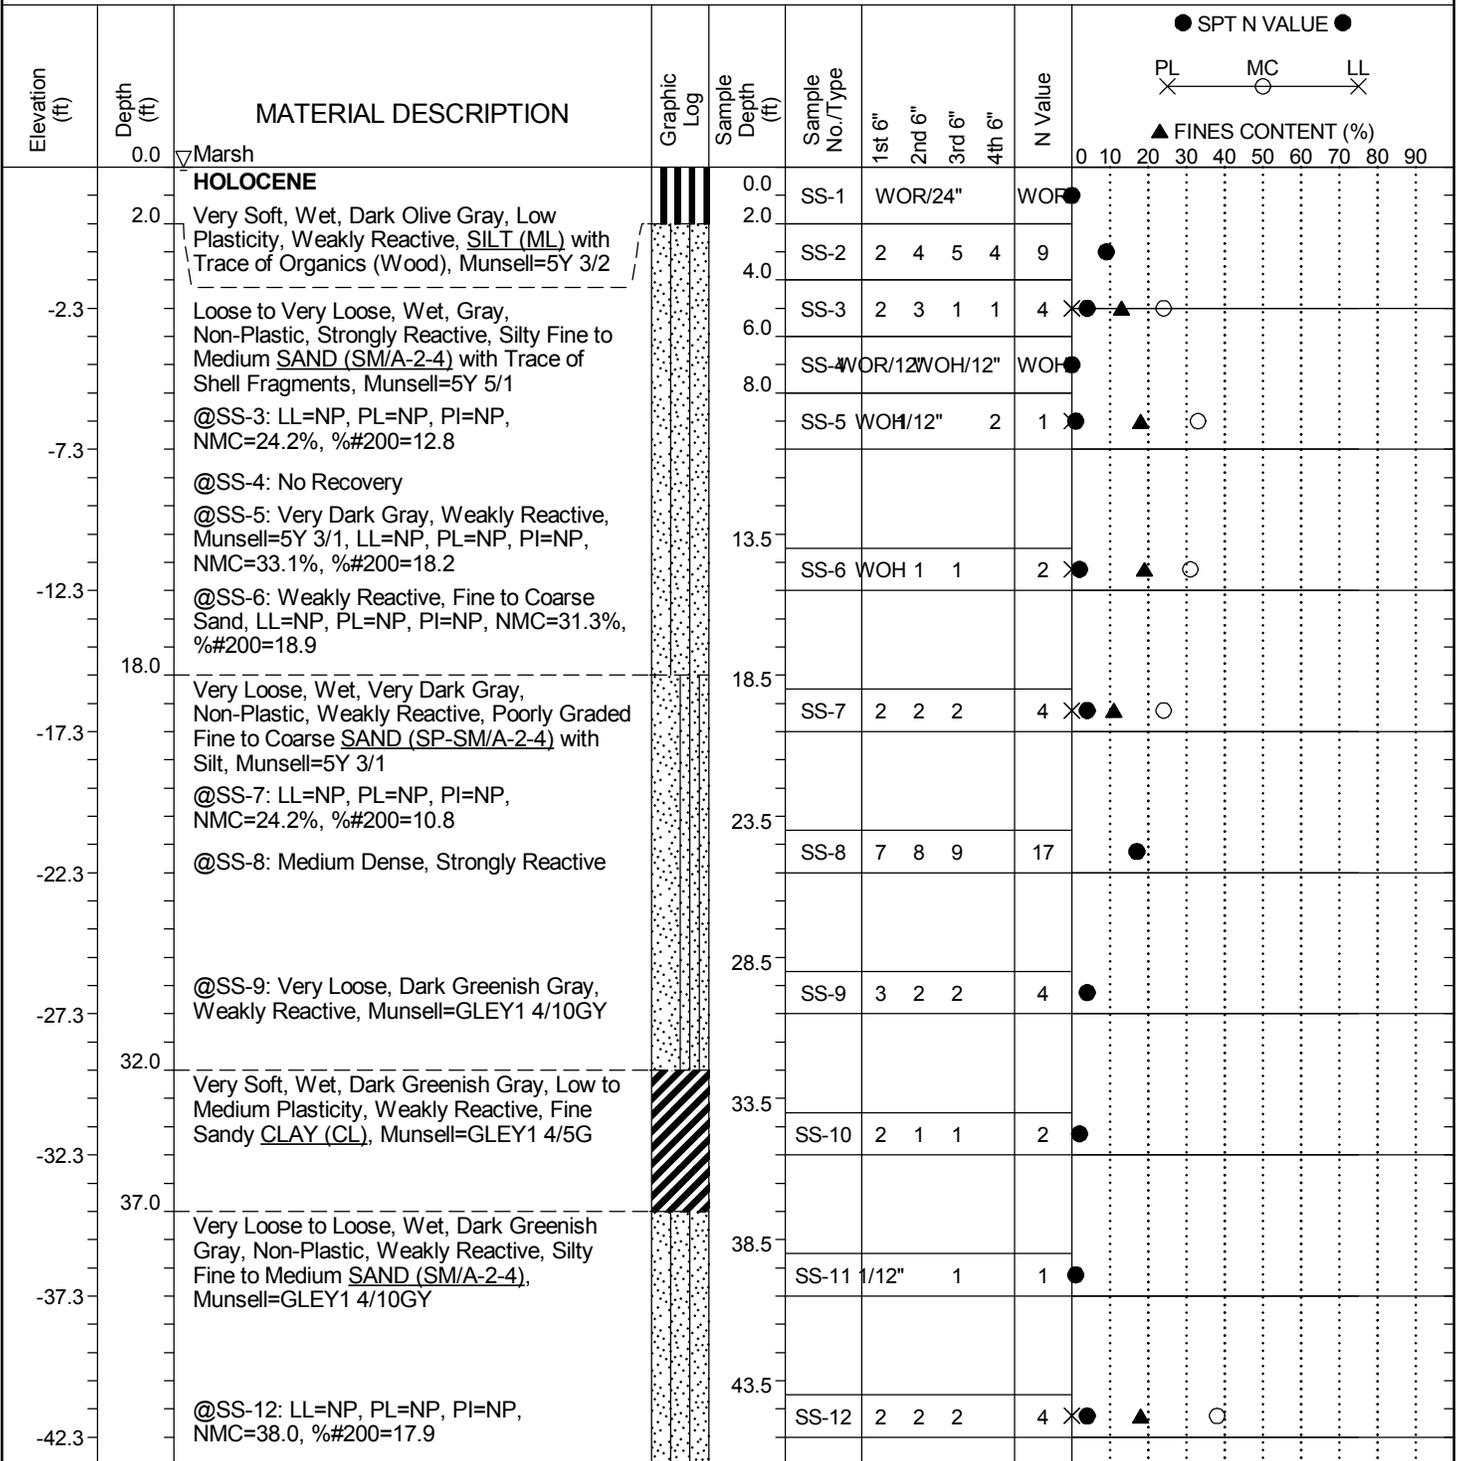 ● SPT N VALUE ●
PL MC LL
▲ FINES CONTENT (%)
0 10 20 30 40 50 60 70 80 90
Elevation (ft)
Depth (ft)
MATERIAL DESCRIPTION
Graphic Log
Sample Depth (ft)
Sample No./Type
1st 6"
2nd 6"
3rd 6"
4th 6"
N Value
0.0 Marsh
HOLOCENE
0.0
SS-1 WOR/24" WOR
2.0 Very Soft, Wet, Dark Olive Gray, Low 2.0
Plasticity, Weakly Reactive, SILT (ML) with
Trace of Organics (Wood), Munsell=5Y 3/2
SS-2 2 4 5 4 9
4.0
-2.3 Loose to Very Loose, Wet, Gray, SS-3 2 3 1 1 4
Non-Plastic, Strongly Reactive, Silty Fine to 6.0
Medium SAND (SM/A-2-4) with Trace of SS-4 WOR/12" WOH/12" WOH
Shell Fragments, Munsell=5Y 5/1 8.0
@SS-3: LL=NP, PL=NP, PI=NP, SS-5 WOH 1/12" 2 1
NMC=24.2%, %#200=12.8
-7.3
@SS-4: No Recovery
@SS-5: Very Dark Gray, Weakly Reactive,
Munsell=5Y 3/1, LL=NP, PL=NP, PI=NP, 13.5
NMC=33.1%, %#200=18.2 SS-6 WOH 1 1 2
-12.3
@SS-6: Weakly Reactive, Fine to Coarse
Sand, LL=NP, PL=NP, PI=NP, NMC=31.3%,
%#200=18.9
18.0 18.5
Very Loose, Wet, Very Dark Gray,
Non-Plastic, Weakly Reactive, Poorly Graded SS-7 2 2 2 4
-17.3 Fine to Coarse SAND (SP-SM/A-2-4) with
Silt, Munsell=5Y 3/1
@SS-7: LL=NP, PL=NP, PI=NP,
NMC=24.2%, %#200=10.8 23.5
@SS-8: Medium Dense, Strongly Reactive SS-8 7 8 9 17
-22.3
28.5
@SS-9: Very Loose, Dark Greenish Gray, SS-9 3 2 2 4
-27.3 Weakly Reactive, Munsell=GLEY1 4/10GY
32.0
Very Soft, Wet, Dark Greenish Gray, Low to
Medium Plasticity, Weakly Reactive, Fine 33.5
Sandy CLAY (CL), Munsell=GLEY1 4/5G SS-10 2 1 1 2
-32.3
37.0
Very Loose to Loose, Wet, Dark Greenish 38.5
Gray, Non-Plastic, Weakly Reactive, Silty
Fine to Medium SAND (SM/A-2-4), SS-11 1/12" 1 1
-37.3 Munsell=GLEY1 4/10GY
43.5
@SS-12: LL=NP, PL=NP, PI=NP, SS-12 2 2 2 4
-42.3 NMC=38.0, %#200=17.9